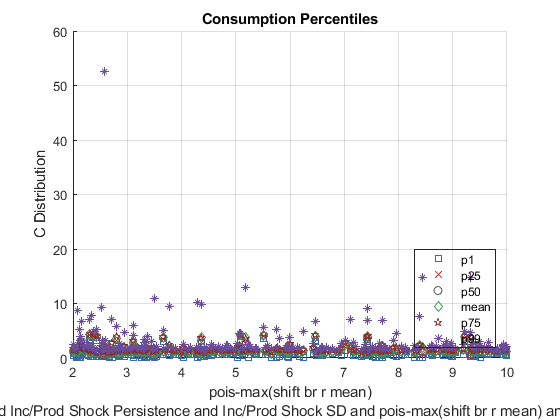 Consumption Percentiles
60
50
40
30
20
10
0
C Distribution
p1
p25
p50
mean
p75
p99
2 3 4 5 6 7 8 9 10
pois-max(shift br r mean)
d Inc/Prod Shock Persistence and Inc/Prod Shock SD and pois-max(shift br r mean) an